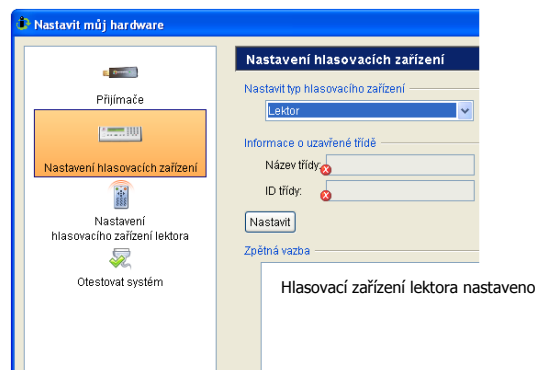 Nastavit můj hardware
Přijímače
Nastavení hlasovacích zařízení
Nastavení
hlasovacího zařízení lektora
Otestovat systém
Nastavení hlasovacích zařízení
Nastavit typ hlasovacího zařízení
Lektor
Informace o uzavřené třídě
Název třídy:
ID třídy:
Nastavit
Zpětná vazba
Hlasovací zařízení lektora nastaveno